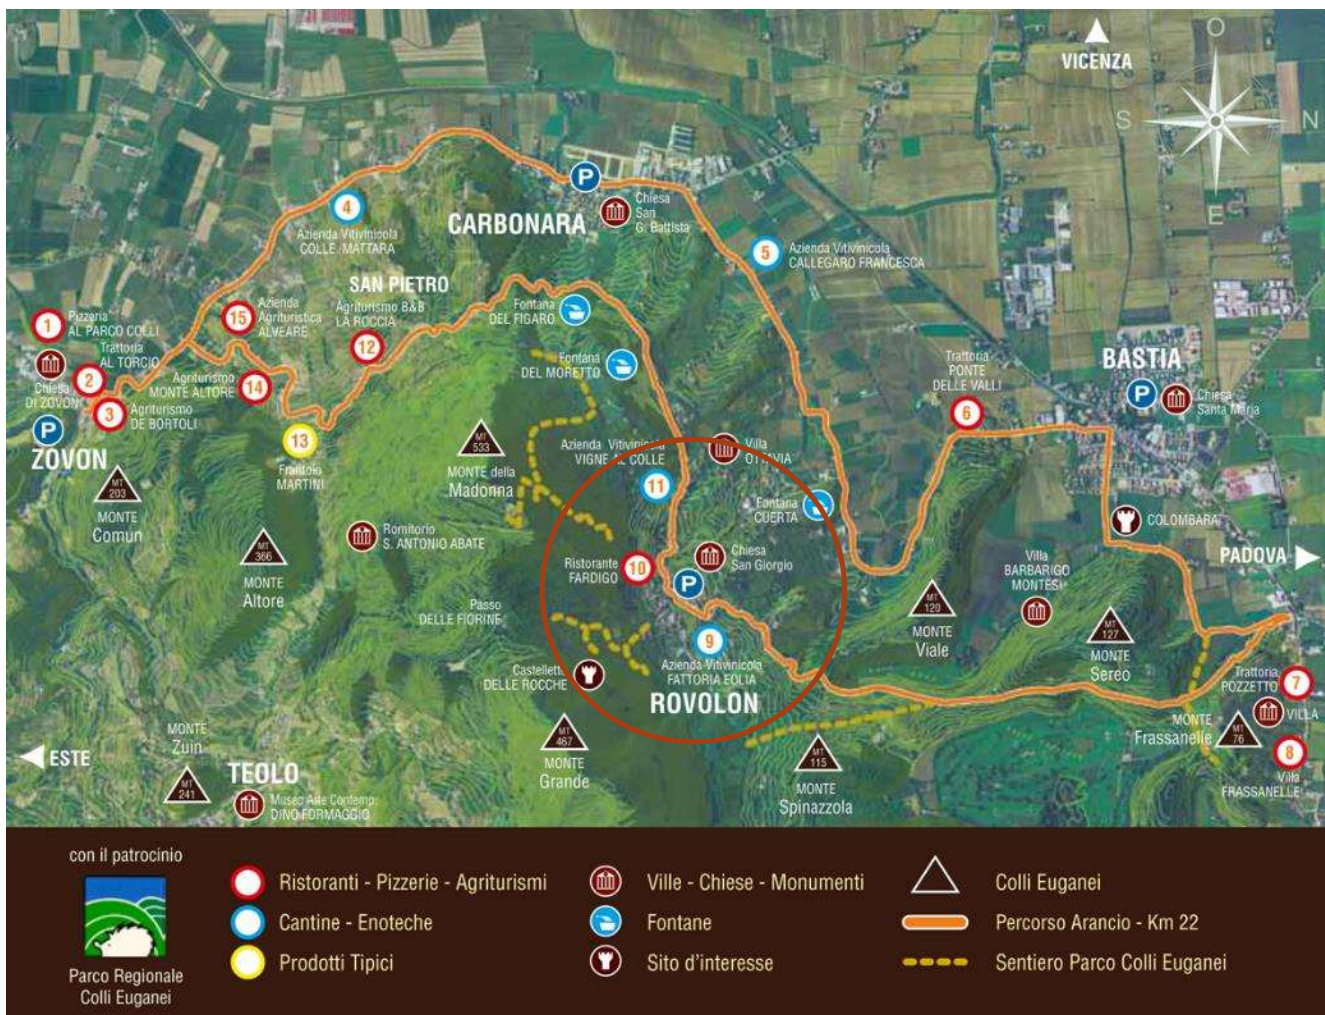 VICENZA
O
S
N
E
4
Azienda Vitivinicola
COLLE MATTARA
CARBONARA
P
Chiesa
San
G. Battista
5
Azienda Vitivinicola
CALLEGARO FRANCESCA
SAN PIETRO
Agriturismo B&B
LA ROCCIA
12
Fontana
DEL FIGARO
Fontana
DEL MORETTO
1
Pizzeria
AL PARCO COLLI
15
Azienda
Agrituristica
ALVEARE
2
Trattoria
AL TORCIO
Chiesa
DI ZOVON
3
Agriturismo
DE BORTOLI
P
ZOVON
Agriturismo
MONTE ALTORE
14
13
Frantoio
MARTINI
Trattoria
PONTE
DELLE VALLI
6
BASTIA
P
Chiesa
Santa Maria
MT
203
MONTE
Comun
MT
366
MONTE
Altore
MT
533
MONTE della
Madonna
Romitorio
S. ANTONIO ABATE
Azienda Vitivinicola
VIGNE AL COLLE
11
Villa
OTTAVIA
Fontana
CUERTA
COLOMBARA
PADOVA
Ristorante
FARDIGO
10
Chiesa
San Giorgio
P
Passo
DELLE FIORINE
9
Azienda Vitivinicola
FATTORIA EOLIA
ROVOLON
Castelletto
DELLE ROCCHE
MT
120
MONTE
Viale
Villa
BARBARIGO
MONTESI
MT
127
MONTE
Sereo
Trattoria
POZZETTO
7
VILLA
MONTE
Frassanelle
MT
76
8
Villa
FRASSANELLE
MT
467
MONTE
Grande
MT
115
MONTE
Spinazzola
ESTE
MONTE
Zuin
MT
241
TEOLO
Museo Arte Contemp.
DINO FORMAGGIO
con il patrocinio
Parco Regionale
Colli Euganei
Ristoranti - Pizzerie - Agriturismi
Cantine - Enoteche
Prodotti Tipici
Ville - Chiese - Monumenti
Fontane
Sito d'interesse
Colli Euganei
Percorso Arancio - Km 22
Sentiero Parco Colli Euganei